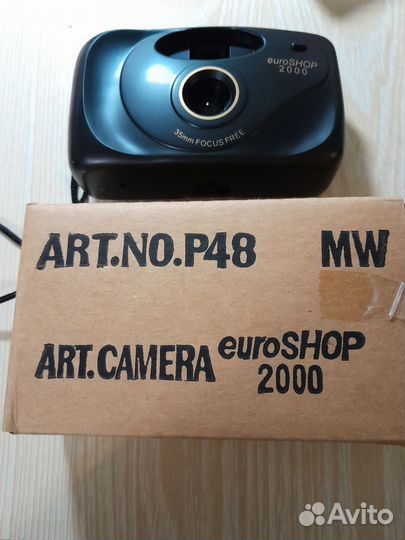 euroSHOP
2000
35mm FOCUS FREE
ART.NO.P48 MW
ART.CAMERA euroSHOP
2000
Avito